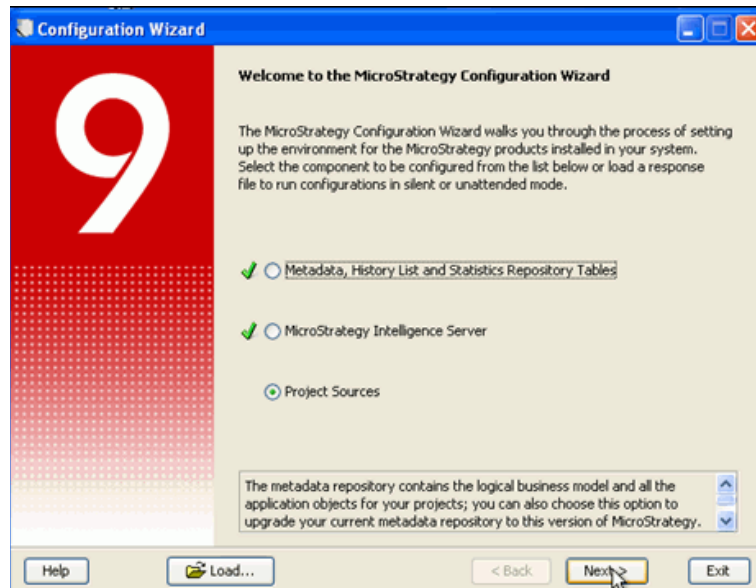 Configuration Wizard
9
Welcome to the MicroStrategy Configuration Wizard
The MicroStrategy Configuration Wizard walks you through the process of setting
up the environment for the MicroStrategy products installed in your system.
Select the component to be configured from the list below or load a response
file to run configurations in silent or unattended mode.
Metadata, History List and Statistics Repository Tables
MicroStrategy Intelligence Server
Project Sources
The metadata repository contains the logical business model and all the
application objects for your projects; you can also choose this option to
upgrade your current metadata repository to this version of MicroStrategy.
Help
Load...
< Back
Next >
Exit